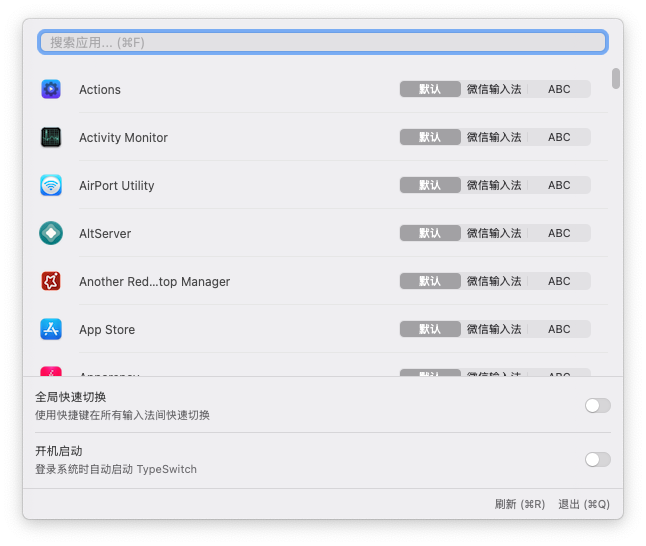 搜索应用... (⌘F)
Actions 默认 微信输入法 ABC
Activity Monitor 默认 微信输入法 ABC
AirPort Utility 默认 微信输入法 ABC
AltServer 默认 微信输入法 ABC
Another Red...top Manager 默认 微信输入法 ABC
App Store 默认 微信输入法 ABC
默认 微信输入法 ABC
全局快速切换
使用快捷键在所有输入法间快速切换
开机启动
登录系统时自动启动 TypeSwitch
刷新 (⌘R) 退出 (⌘Q)